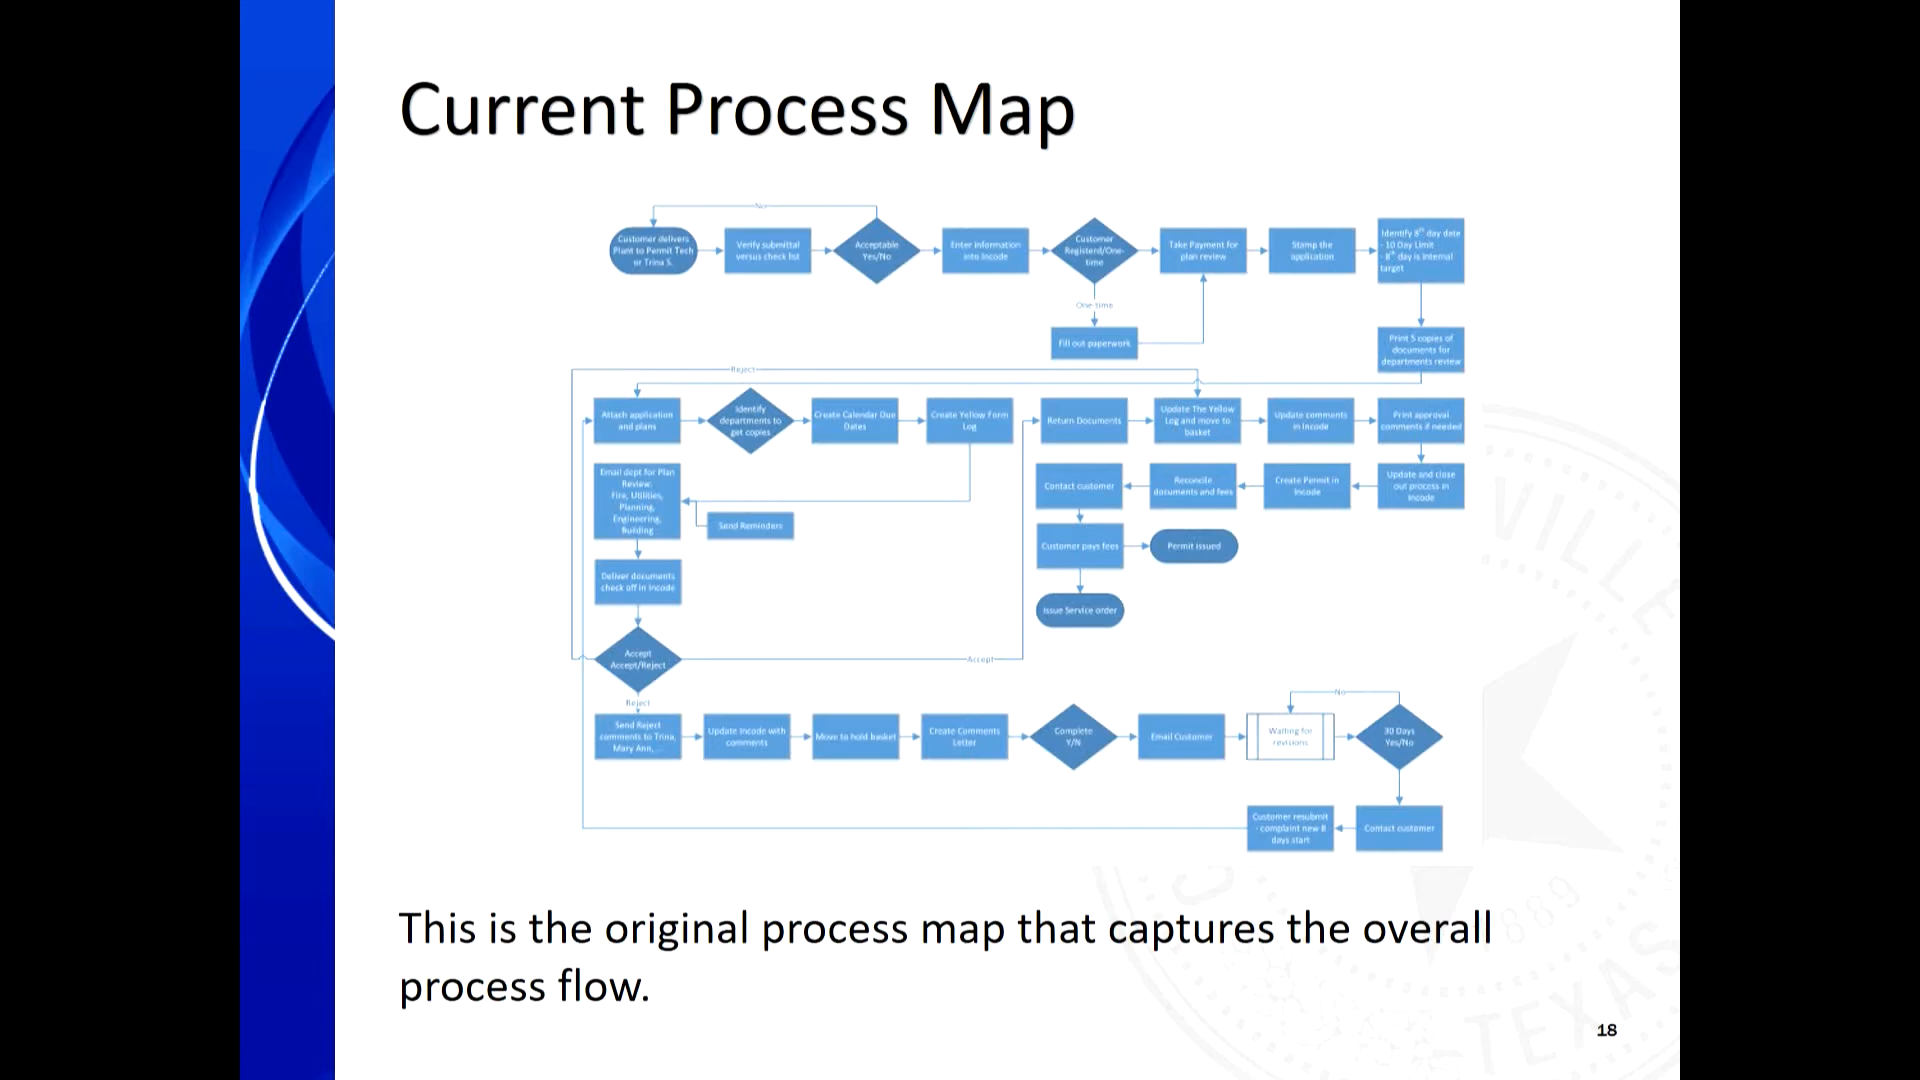 Current Process Map
No
Customer delivers
Plant to Permit Tech
or Trina S.
Verify submittal
versus check list
Acceptable
Yes/No
Enter information
into Incode
Customer
Registerd/One-
time
Take Payment for
plan review
Stamp the
application
Identify 8th day date
- 10 Day Limit
- 8th day is internal
target
One time
Fill out paperwork
Print 5 copies of
documents for
departments review
Reject
Attach application
and plans
Identify
departments to
get copies
Create Calendar Due
Dates
Create Yellow Form
Log
Return Documents
Update The Yellow
Log and move to
basket
Update comments
in Incode
Print approval
comments if needed
Email dept for Plan
Review.
Fire, Utilities,
Planning,
Engineering,
Building
Send Reminders
Contact customer
Reconcile
documents and fees
Create Permit in
Incode
Update and close
out process in
Incode
Customer pays fees
Permit issued
Deliver documents
check off in Incode
Issue Service order
Accept
Accept/Reject
Accept
Reject
Send Reject
comments to Trina,
Mary Ann, ...
Update Incode with
comments
Move to hold basket
Create Comments
Letter
Complete
Y/N
Email Customer
Waiting for
revisions
No
30 Days
Yes/No
Customer resubmit
- complaint new 8
days start
Contact customer
This is the original process map that captures the overall
process flow.
VILLE
889
TEXAS
18